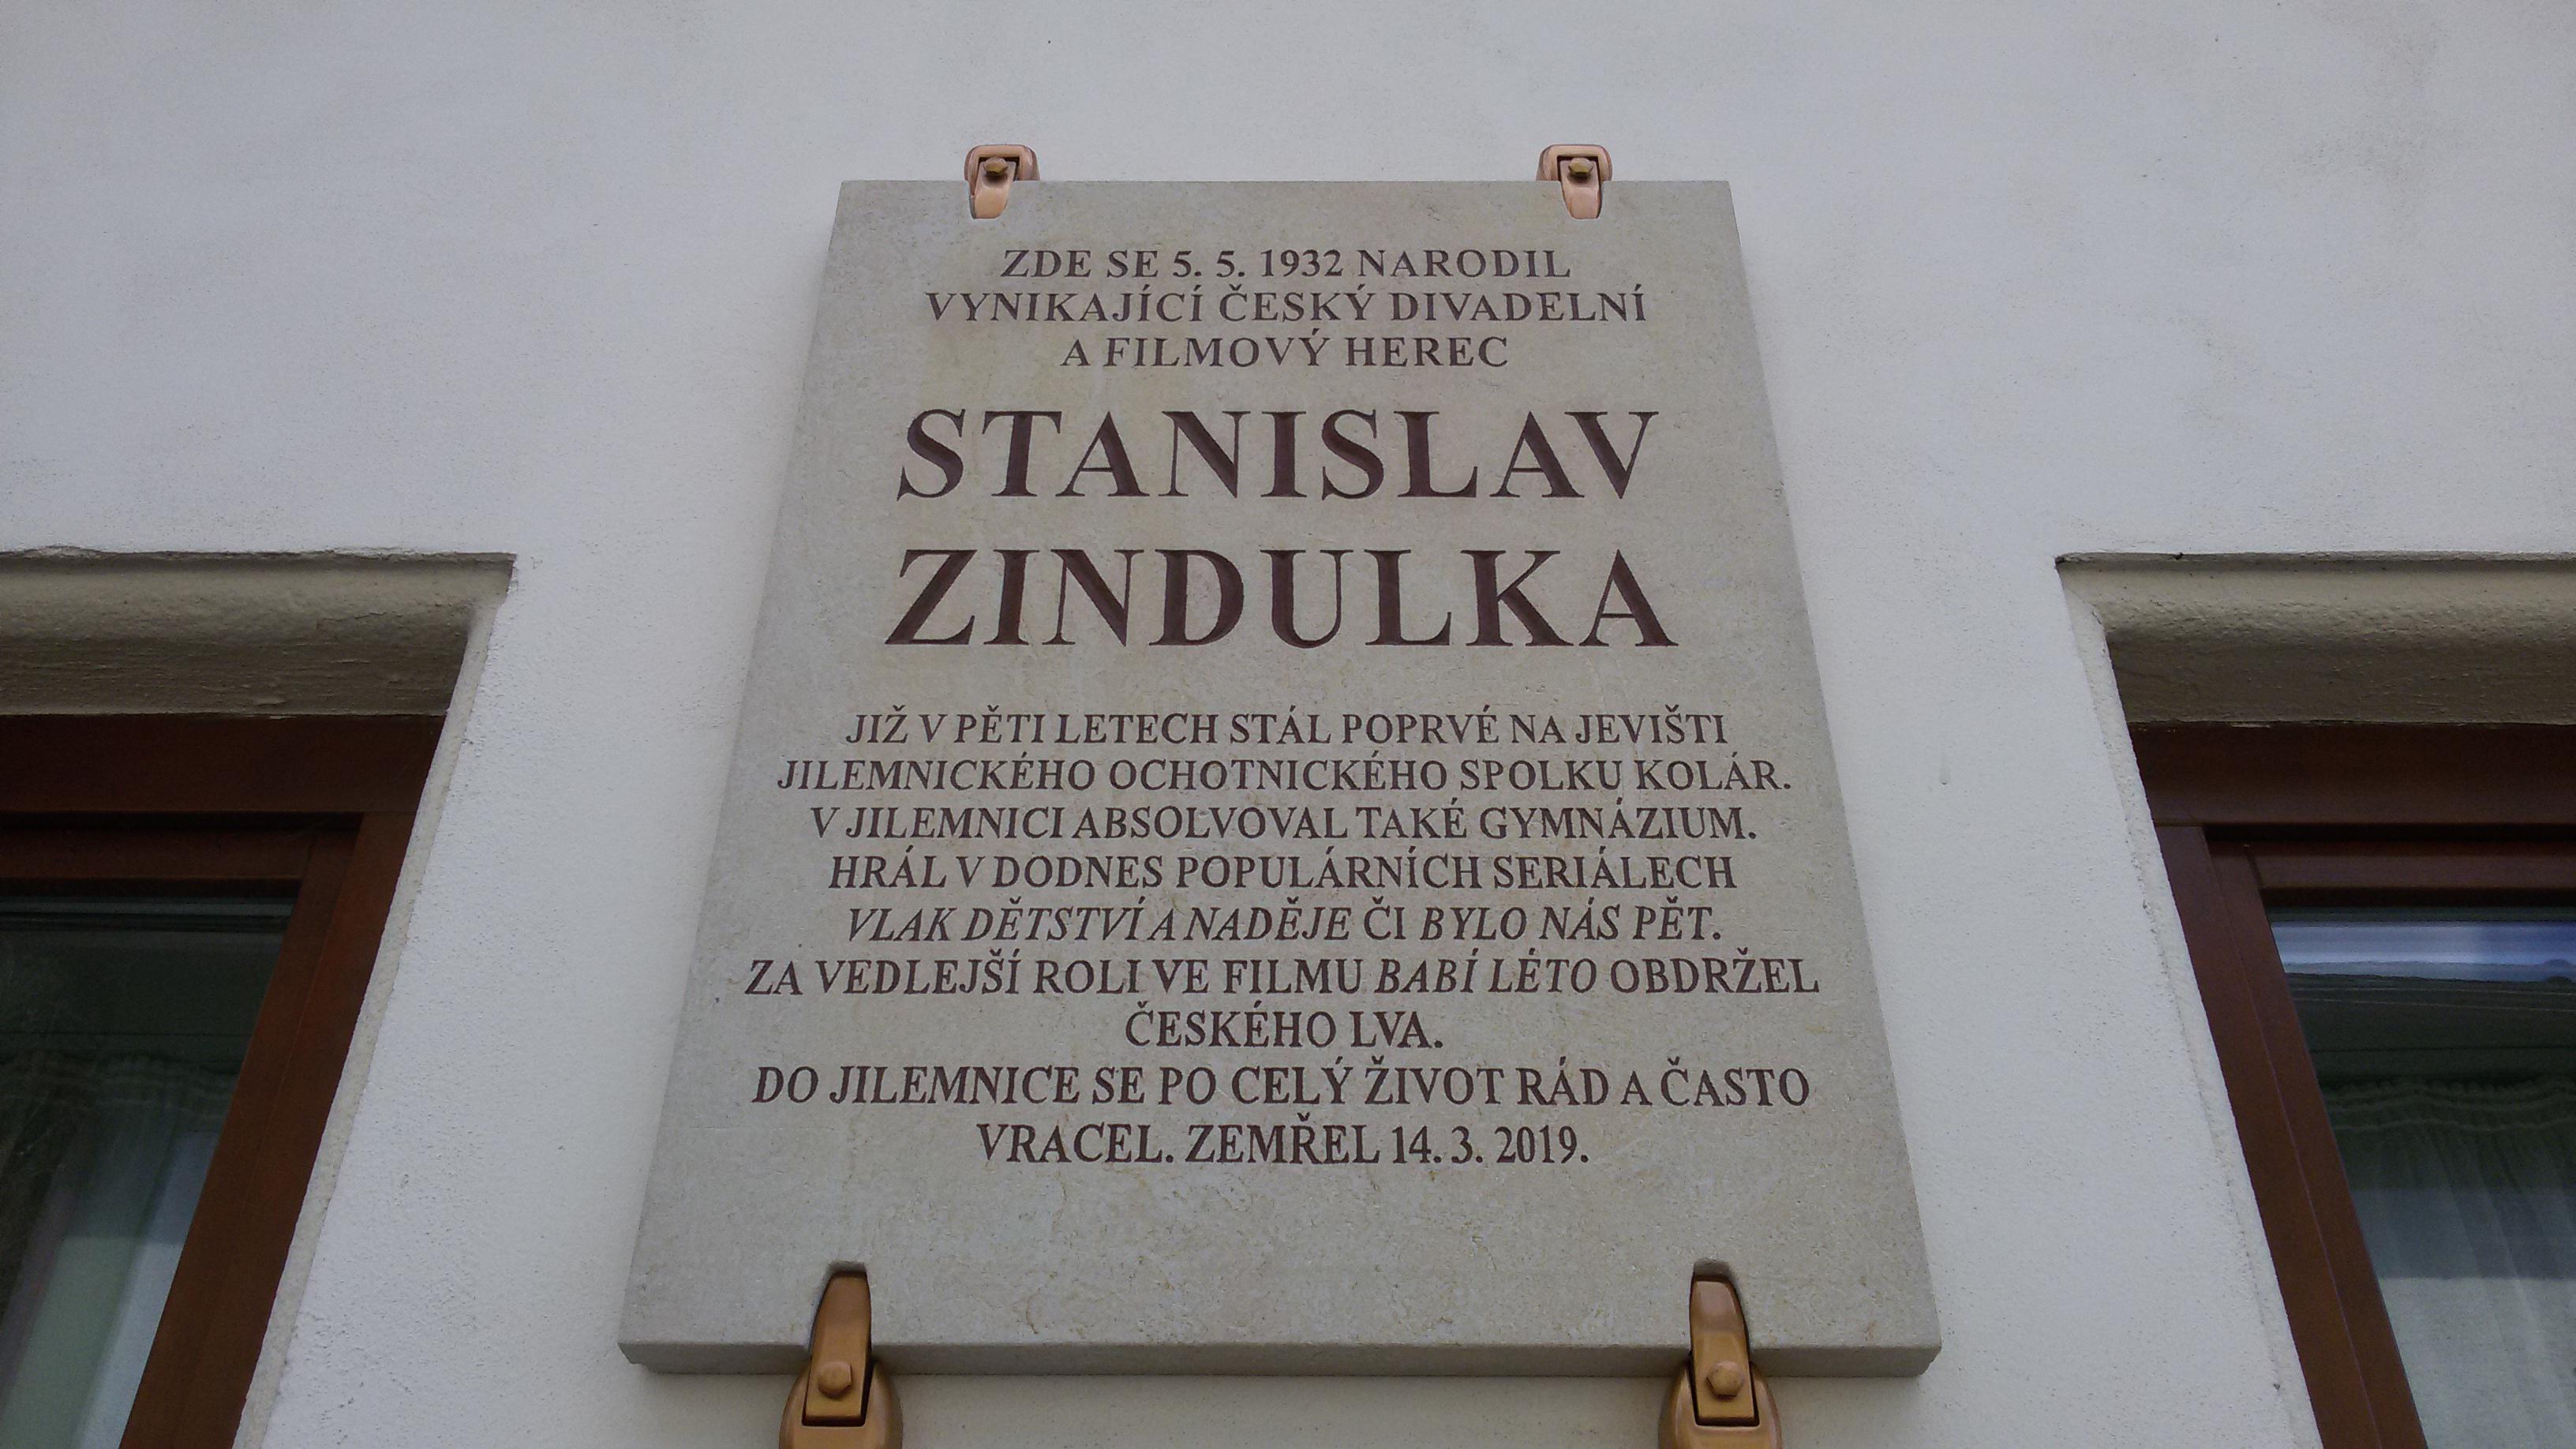 ZDE SE 5. 5. 1932 NARODIL
VYNIKAJÍCÍ ČESKÝ DIVADELNÍ
A FILMOVÝ HEREC
STANISLAV
ZINDULKA
JIŽ V PĚTI LETECH STÁL POPRVÉ NA JEVIŠTI
JILEMNICKÉHO OCHOTNICKÉHO SPOLKU KOLÁR.
V JILEMNICI ABSOLVOVAL TAKÉ GYMNÁZIUM.
HRÁL V DODNES POPULÁRNÍCH SERIÁLECH
VLAK DĚTSTVÍ A NADĚJE ČI BYLO NÁS PĚT.
ZA VEDLEJŠÍ ROLI VE FILMU BABÍ LÉTO OBDRŽEL
ČESKÉHO LVA.
DO JILEMNICE SE PO CELÝ ŽIVOT RÁD A ČASTO
VRACEL. ZEMŘEL 14. 3. 2019.